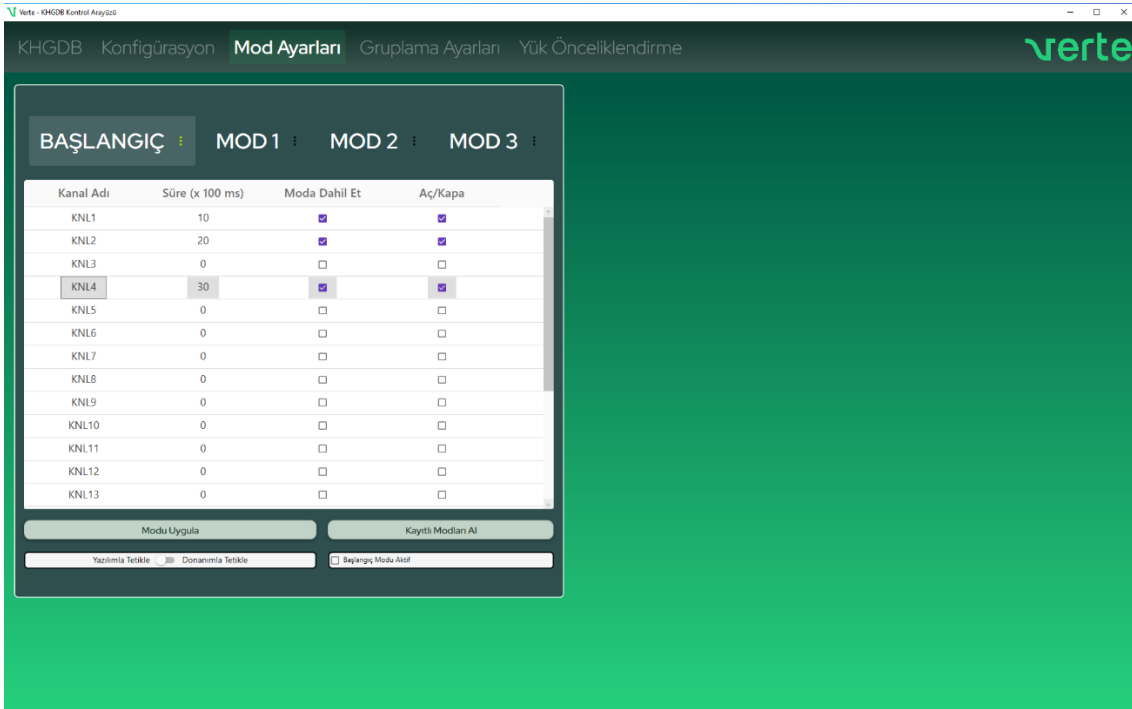 Verte - KHGDB Kontrol Arayüzü
KHGDB Konfigürasyon Mod Ayarları Gruplama Ayarları Yük Önceliklendirme
verte
BAŞLANGIÇ MOD 1 MOD 2 MOD 3
Kanal Adı Süre (x 100 ms) Moda Dahil Et Aç/Kapa
KNL1 10
KNL2 20
KNL3 0
KNL4 30
KNL5 0
KNL6 0
KNL7 0
KNL8 0
KNL9 0
KNL10 0
KNL11 0
KNL12 0
KNL13 0
Modu Uygula Kayıtlı Modları Al
Yazılımla Tetikle Donanımla Tetikle Başlangıç Modu Aktif